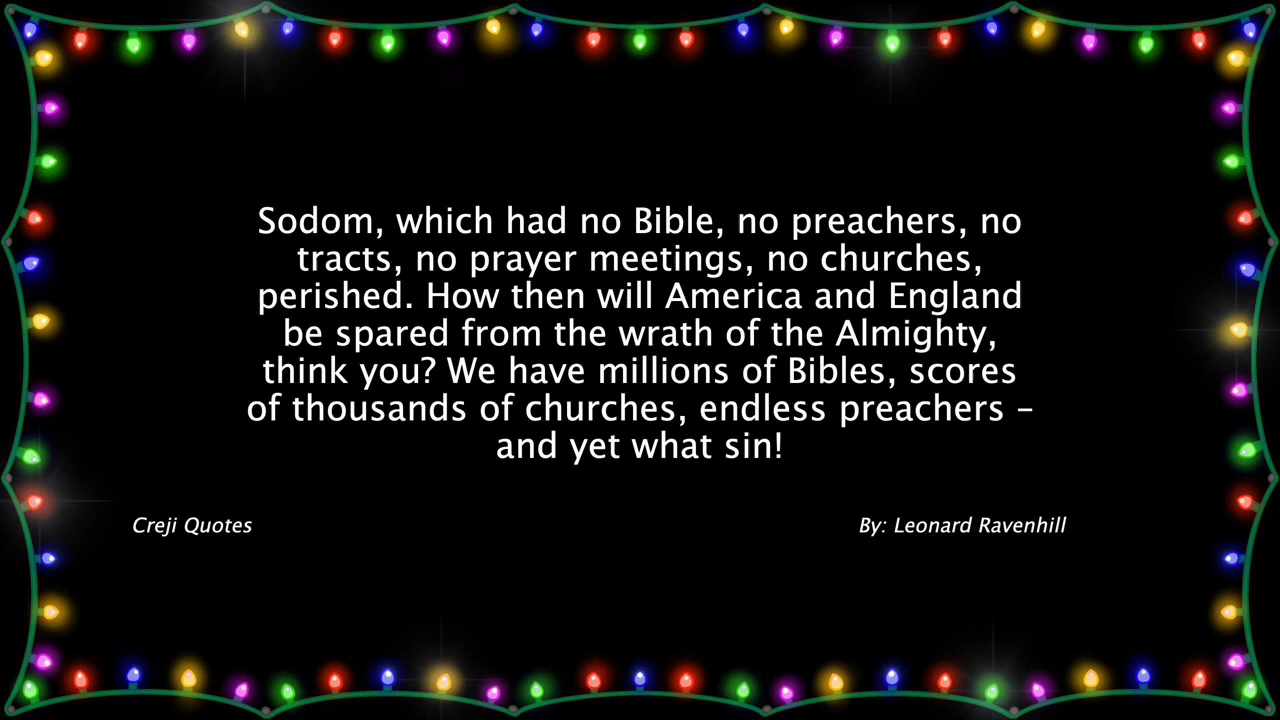 Sodom, which had no Bible, no preachers, no
tracts, no prayer meetings, no churches,
perished. How then will America and England
be spared from the wrath of the Almighty,
think you? We have millions of Bibles, scores
of thousands of churches, endless preachers –
and yet what sin!
Creji Quotes
By: Leonard Ravenhill